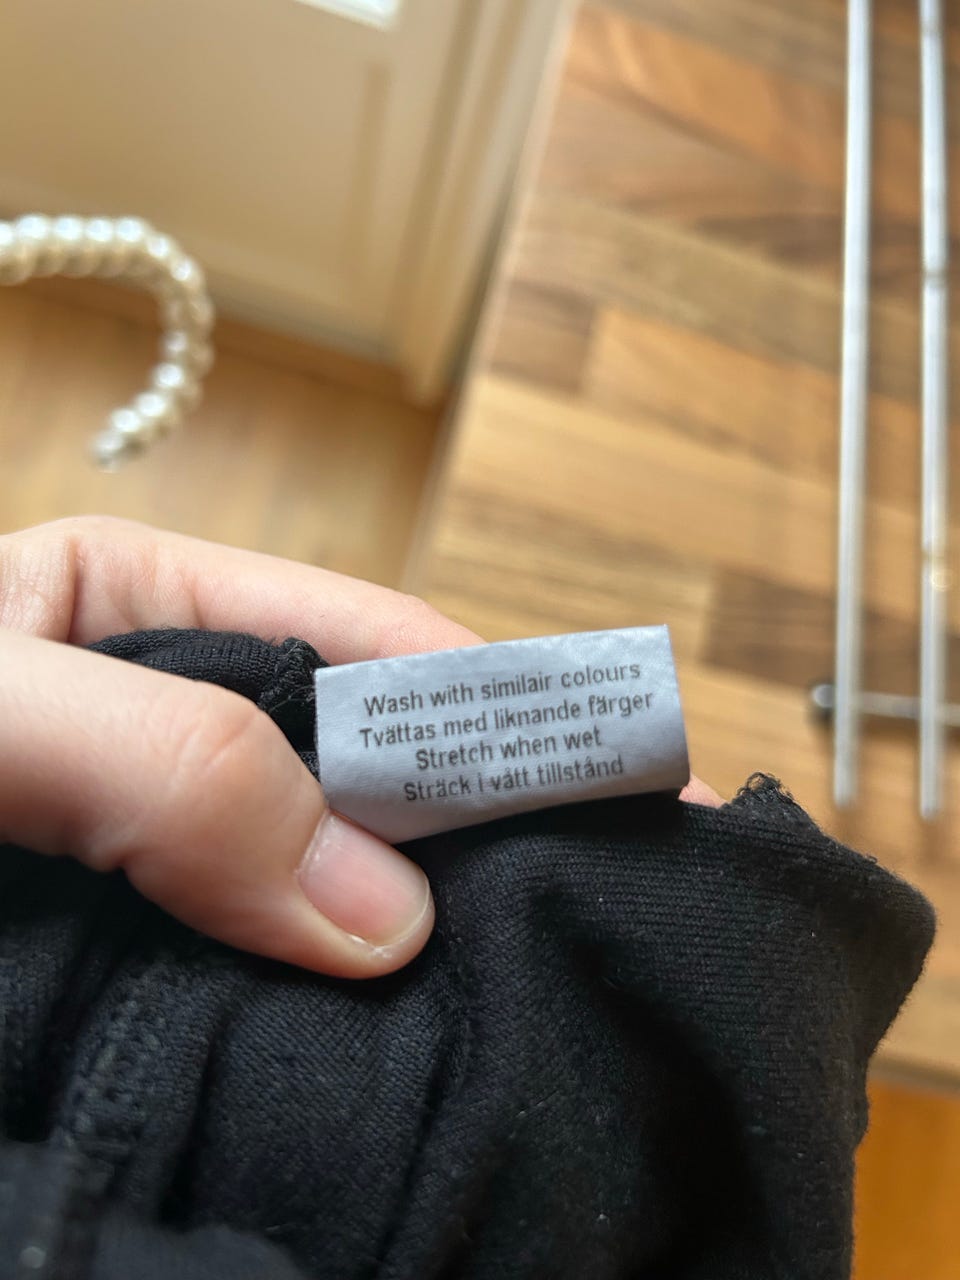 Wash with similair colours
Tvättas med liknande färger
Stretch when wet
Sträck i vått tillstånd